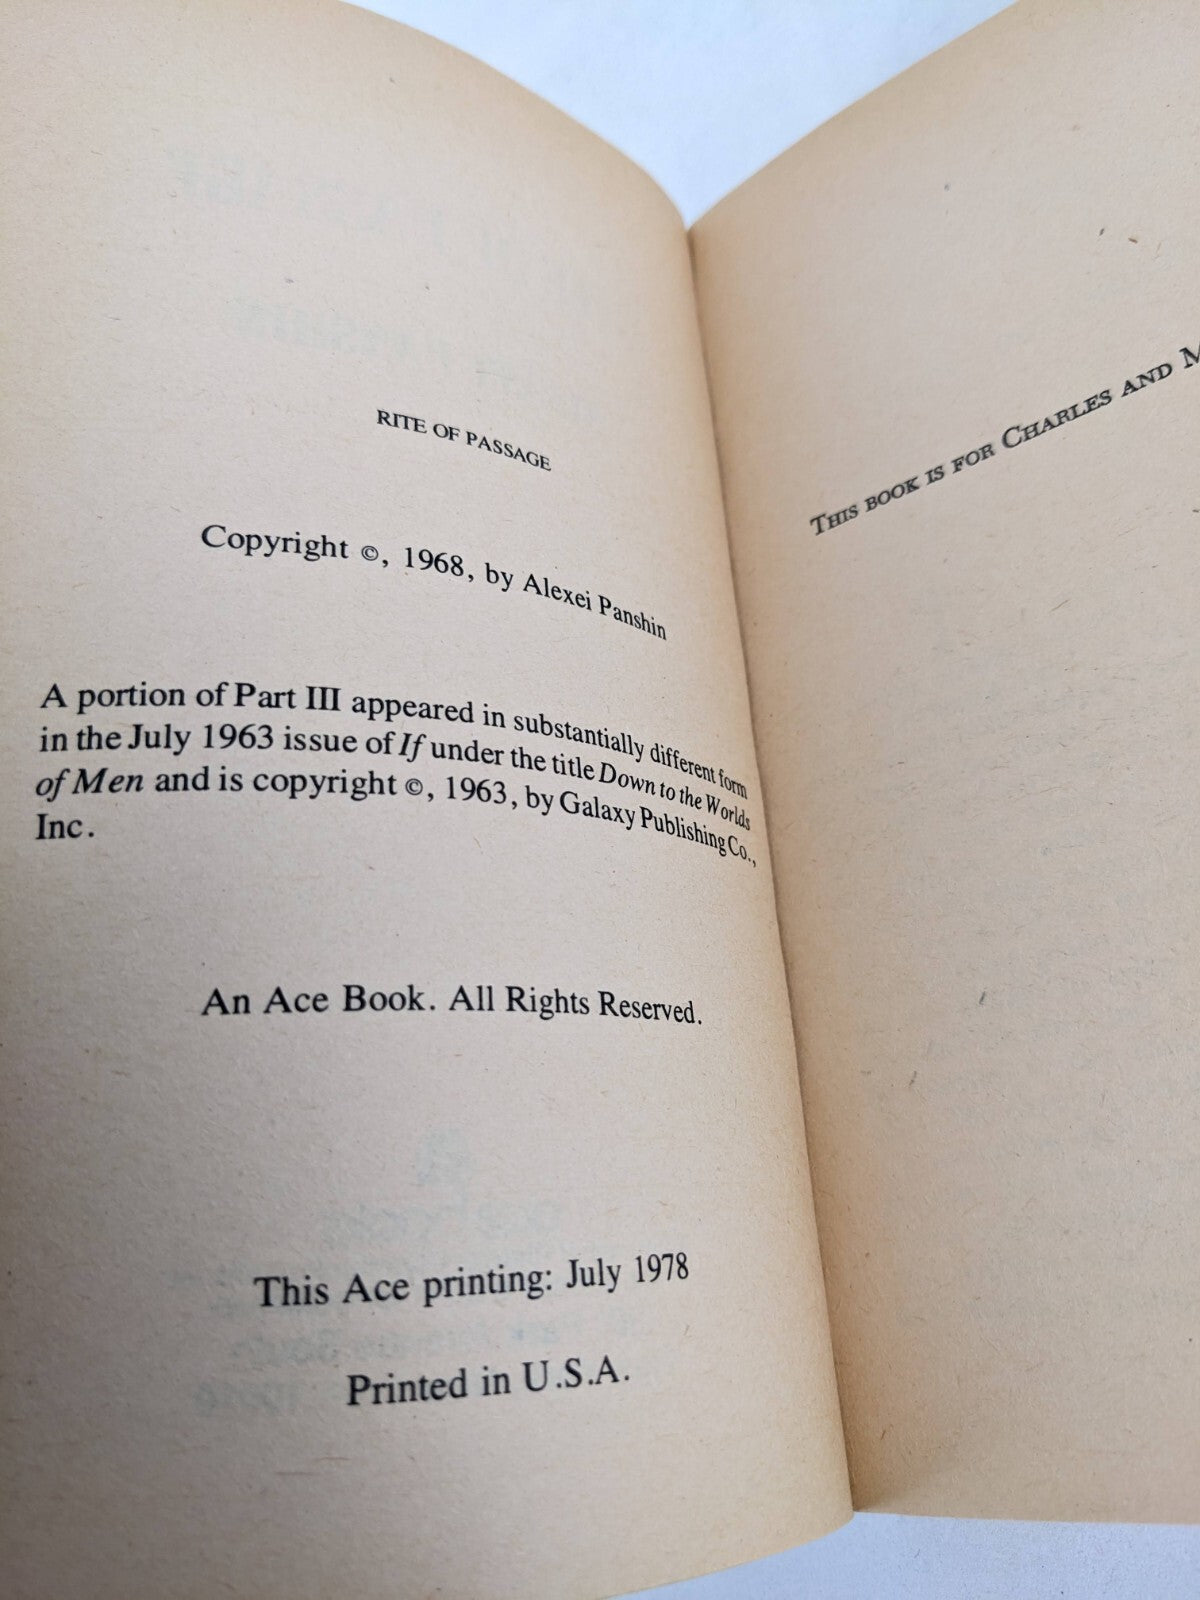 RITE OF PASSAGE
Copyright ©, 1968, by Alexei Panshin
A portion of Part III appeared in substantially different form
in the July 1963 issue of If under the title Down to the Worlds
of Men and is copyright ©, 1963, by Galaxy Publishing Co.,
Inc.
An Ace Book. All Rights Reserved.
This Ace printing: July 1978
Printed in U.S.A.
THIS BOOK IS FOR CHARLES AND